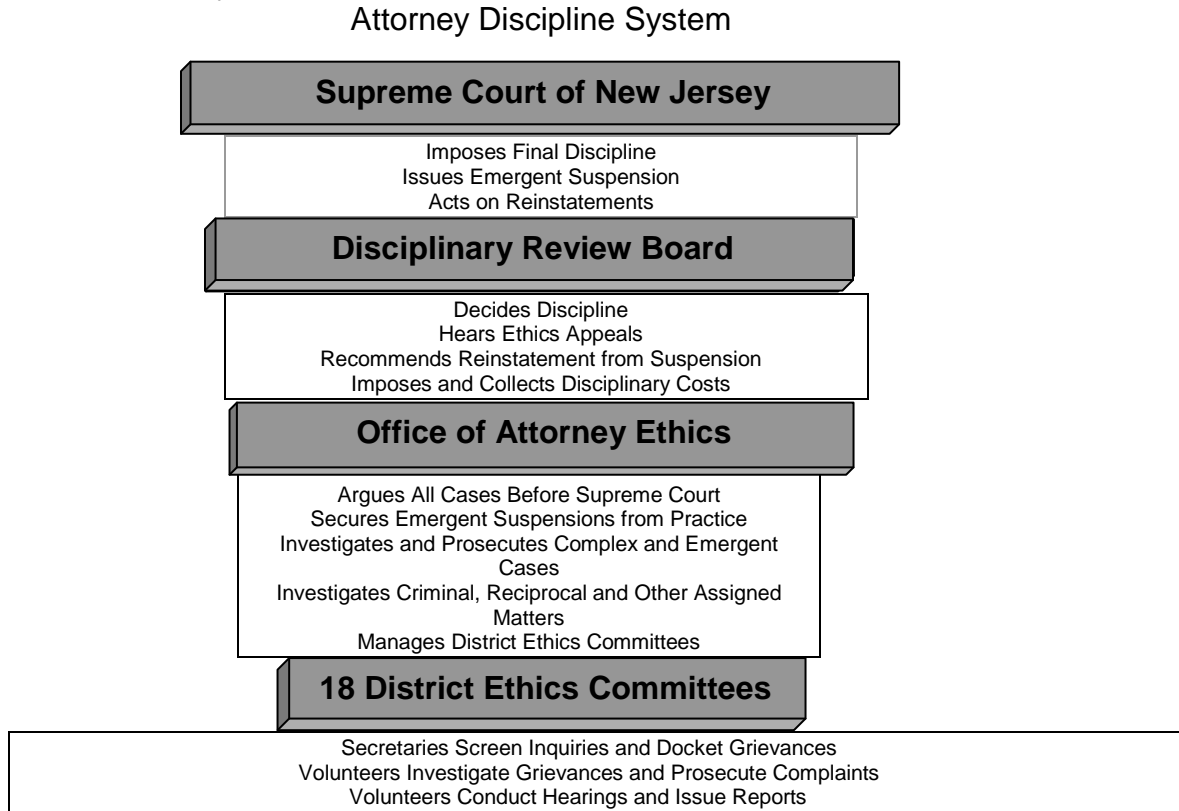 Attorney Discipline System
Supreme Court of New Jersey
Imposes Final Discipline
Issues Emergent Suspension
Acts on Reinstatements
Disciplinary Review Board
Decides Discipline
Hears Ethics Appeals
Recommends Reinstatement from Suspension
Imposes and Collects Disciplinary Costs
Office of Attorney Ethics
Argues All Cases Before Supreme Court
Secures Emergent Suspensions from Practice
Investigates and Prosecutes Complex and Emergent
Cases
Investigates Criminal, Reciprocal and Other Assigned
Matters
Manages District Ethics Committees
18 District Ethics Committees
Secretaries Screen Inquiries and Docket Grievances
Volunteers Investigate Grievances and Prosecute Complaints
Volunteers Conduct Hearings and Issue Reports